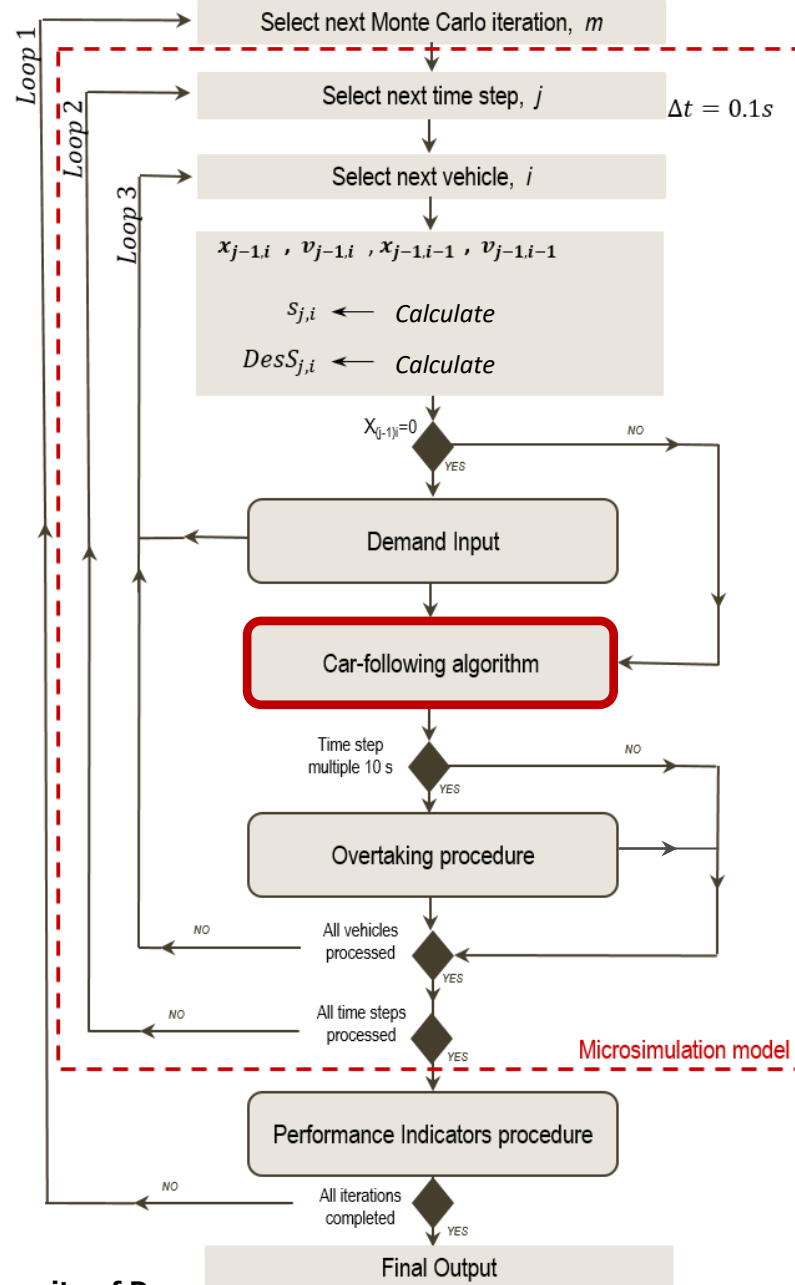 Select next Monte Carlo iteration, m
Loop 1
Select next time step, j
Δt = 0.1s
Loop 2
Select next vehicle, i
Loop 3
x_{j−1,i} , v_{j−1,i} , x_{j−1,i−1} , v_{j−1,i−1}
s_{j,i} ← Calculate
DesS_{j,i} ← Calculate
X_{(j-1)i}=0
NO
YES
Demand Input
Car-following algorithm
Time step
multiple 10 s
NO
YES
Overtaking procedure
All vehicles
processed
NO
YES
All time steps
processed
NO
YES
Microsimulation model
Performance Indicators procedure
All iterations
completed
NO
YES
Final Output